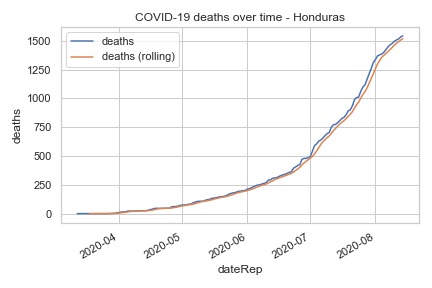 COVID-19 deaths over time - Honduras
deaths
deaths (rolling)
1500
1250
1000
750
500
250
0
deaths
2020-04
2020-05
2020-06
2020-07
2020-08
dateRep